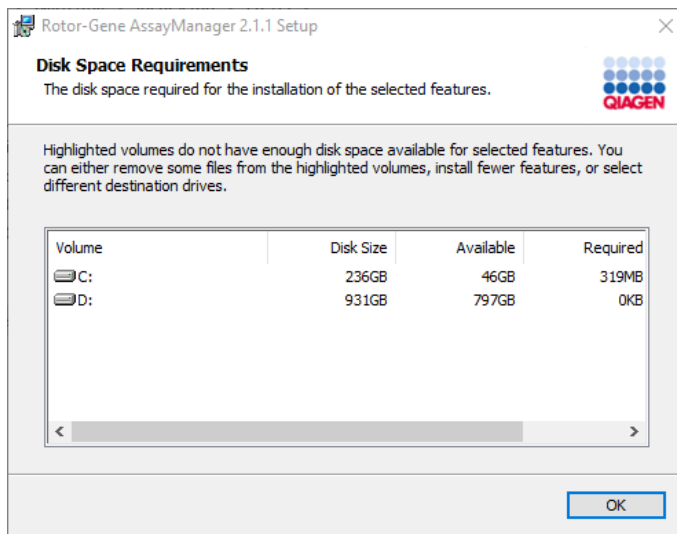 Rotor-Gene AssayManager 2.1.1 Setup
Disk Space Requirements
The disk space required for the installation of the selected features.
QIAGEN
Highlighted volumes do not have enough disk space available for selected features. You
can either remove some files from the highlighted volumes, install fewer features, or select
different destination drives.
Volume Disk Size Available Required
C: 236GB 46GB 319MB
D: 931GB 797GB 0KB
OK